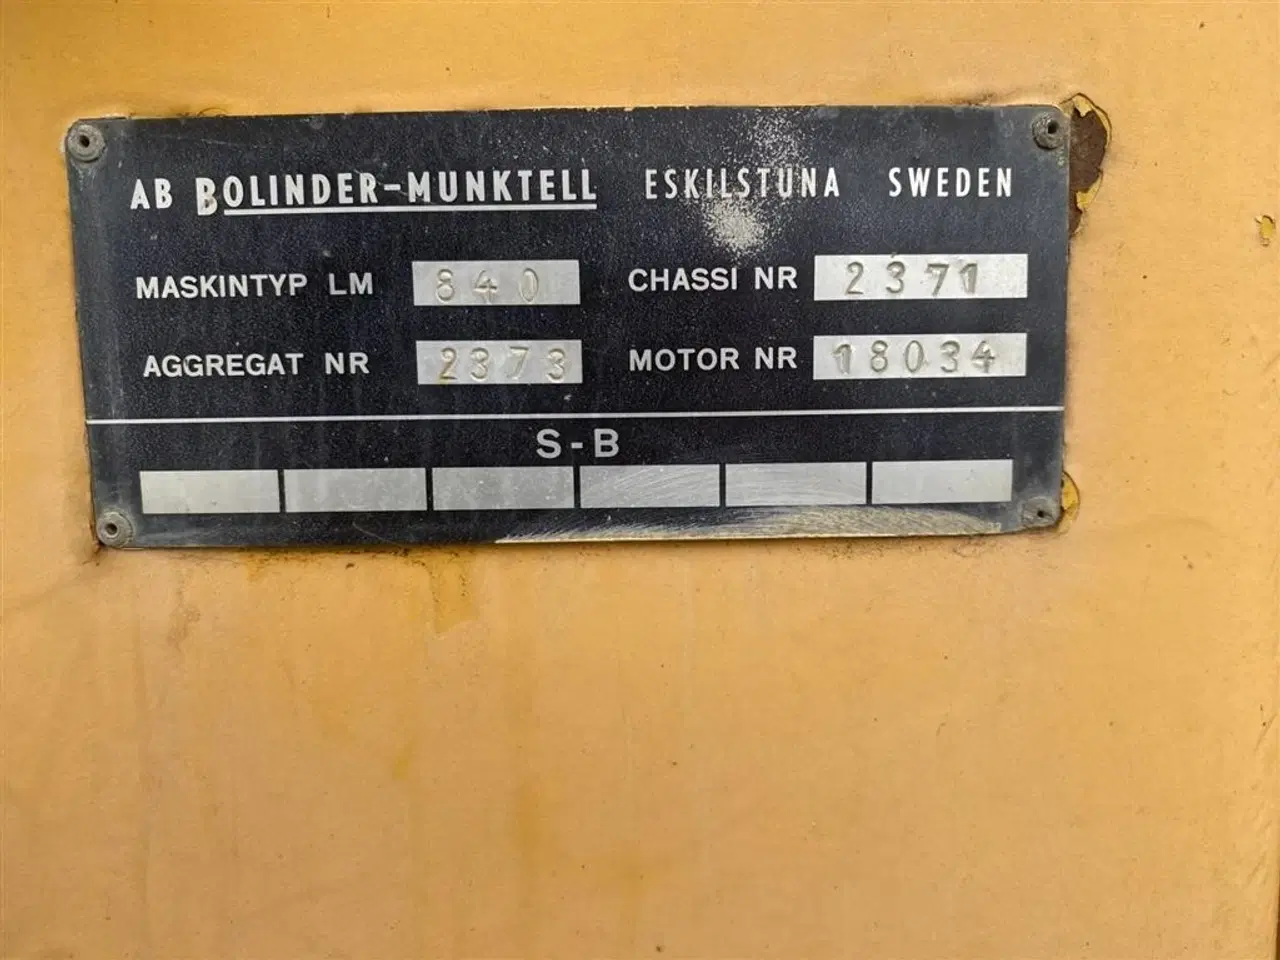 AB BOLINDER-MUNKTELL ESKILSTUNA SWEDEN
MASKINTYP LM 840 CHASSI NR 2371
AGGREGAT NR 2373 MOTOR NR 18034
S-B